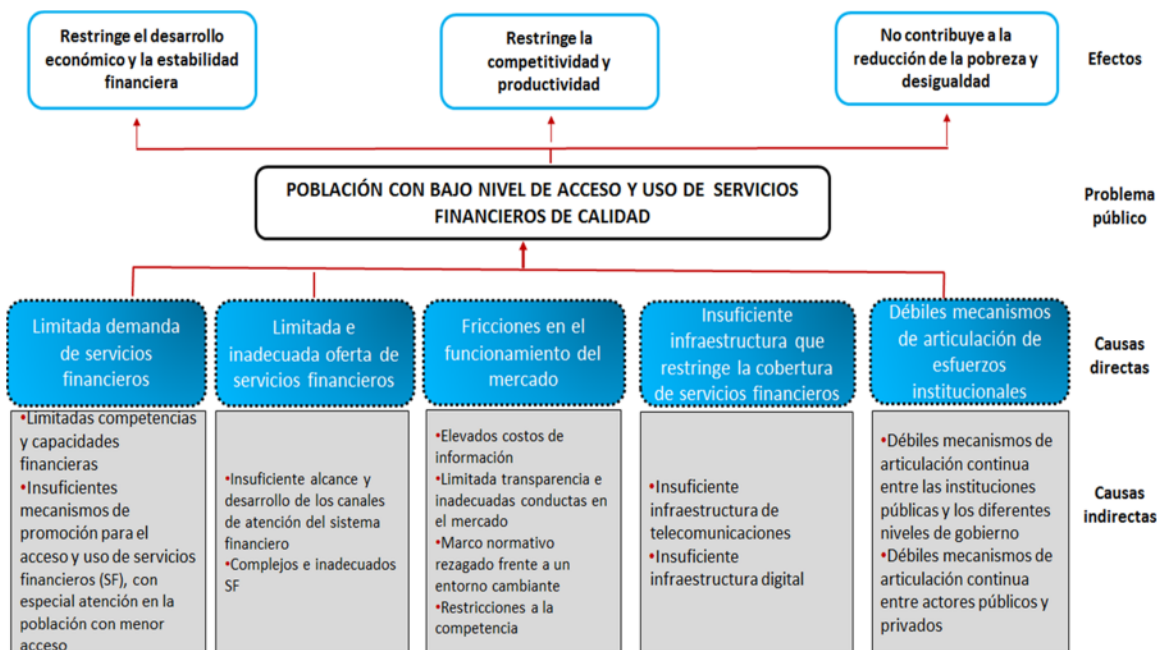 Restringe el desarrollo
económico y la estabilidad
financiera
Restringe la
competitividad y
productividad
No contribuye a la
reducción de la pobreza y
desigualdad
Efectos
POBLACIÓN CON BAJO NIVEL DE ACCESO Y USO DE SERVICIOS
FINANCIEROS DE CALIDAD
Problema
público
Limitada demanda
de servicios
financieros
Limitada e
inadecuada oferta de
servicios financieros
Fricciones en el
funcionamiento del
mercado
Insuficiente
infraestructura que
restringe la cobertura
de servicios financieros
Débiles mecanismos
de articulación de
esfuerzos
institucionales
Causas
directas
•Limitadas competencias
y capacidades
financieras
•Insuficientes
mecanismos de
promoción para el
acceso y uso de servicios
financieros (SF), con
especial atención en la
población con menor
acceso
•Insuficiente alcance y
desarrollo de los canales
de atención del sistema
financiero
•Complejos e inadecuados
SF
•Elevados costos de
información
•Limitada transparencia e
inadecuadas conductas en
el mercado
•Marco normativo
rezagado frente a un
entorno cambiante
•Restricciones a la
competencia
•Insuficiente
infraestructura de
telecomunicaciones
•Insuficiente
infraestructura digital
•Débiles mecanismos de
articulación continua
entre las instituciones
públicas y los diferentes
niveles de gobierno
•Débiles mecanismos de
articulación continua
entre actores públicos y
privados
Causas
indirectas